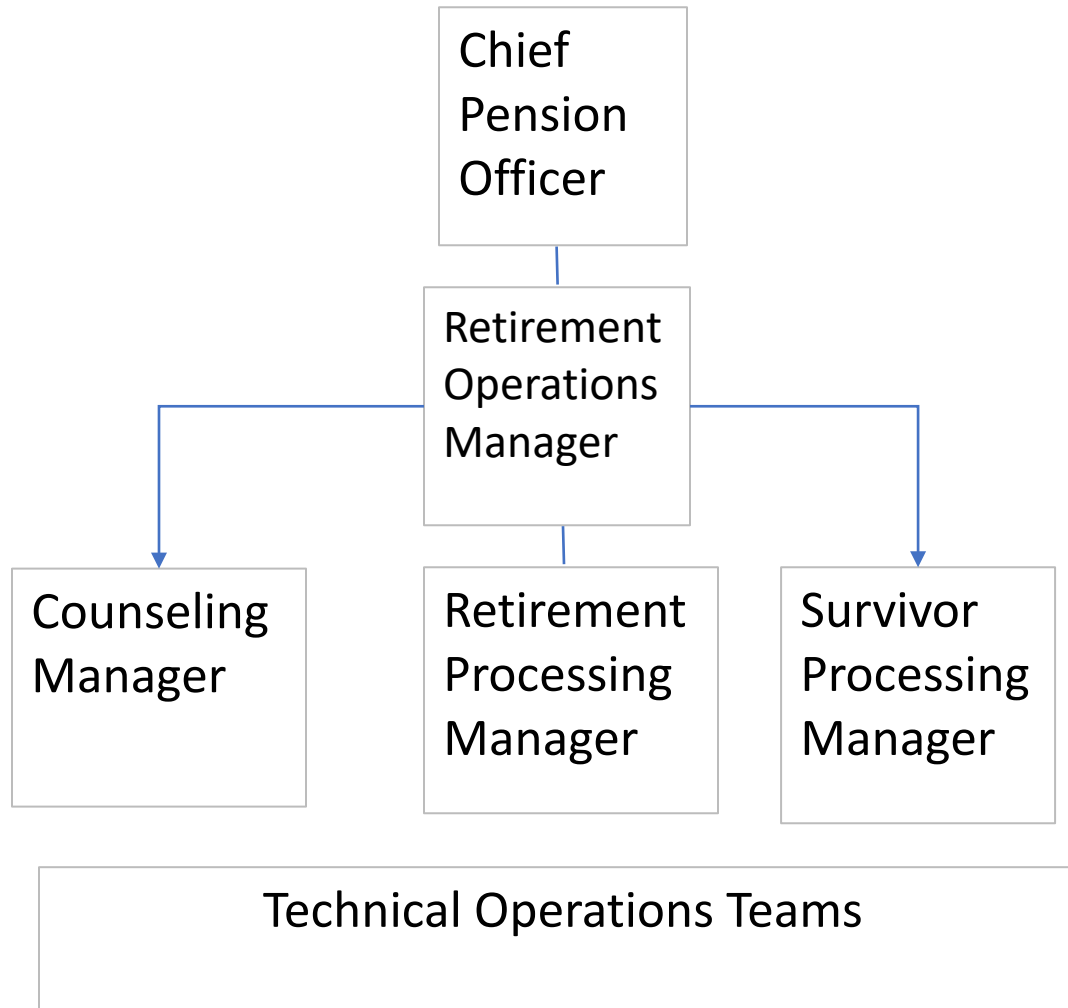 Chief
Pension
Officer
Retirement
Operations
Manager
Counseling
Manager
Retirement
Processing
Manager
Survivor
Processing
Manager
Technical Operations Teams